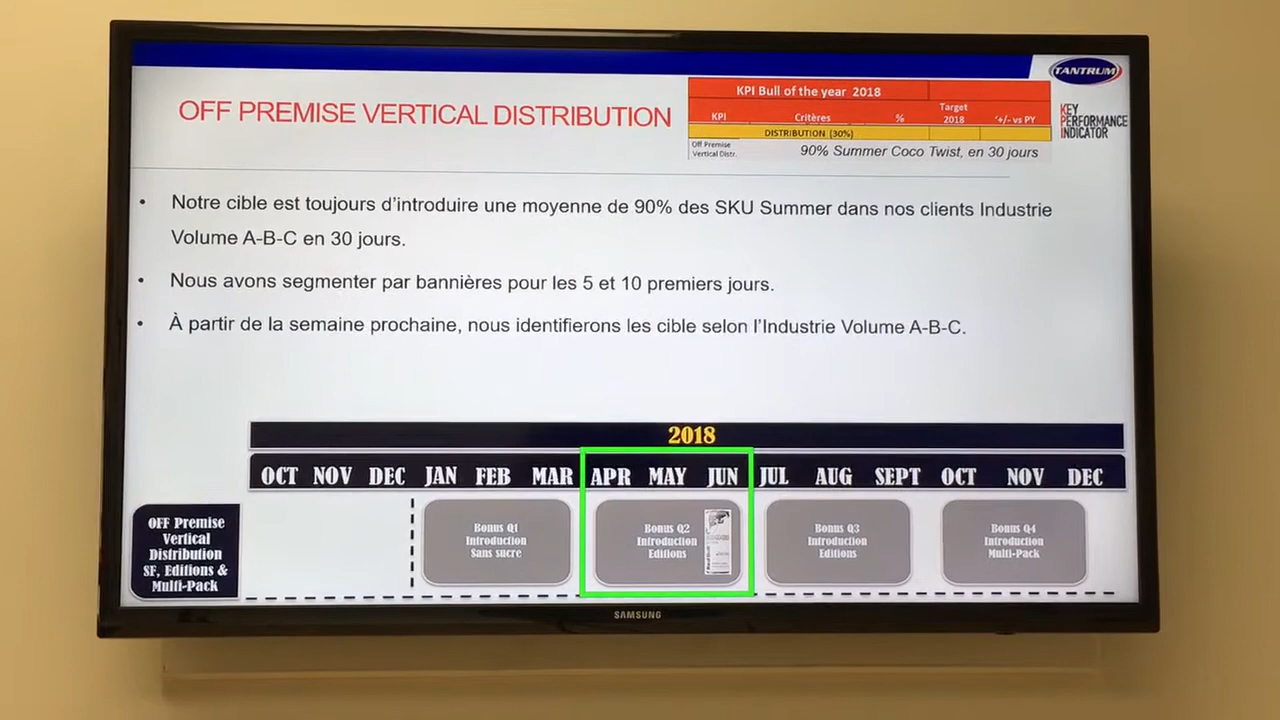 TANTRUM
OFF PREMISE VERTICAL DISTRIBUTION
KPI Bull of the year 2018
KPI Critères % Target 2018 '+/- vs PY
DISTRIBUTION (30%)
Off Premise
Vertical Distr.
90% Summer Coco Twist, en 30 jours
KEY
PERFORMANCE
INDICATOR
• Notre cible est toujours d’introduire une moyenne de 90% des SKU Summer dans nos clients Industrie
Volume A-B-C en 30 jours.
• Nous avons segmenter par bannières pour les 5 et 10 premiers jours.
• À partir de la semaine prochaine, nous identifierons les cible selon l’Industrie Volume A-B-C.
2018
OCT NOV DEC JAN FEB MAR APR MAY JUN JUL AUG SEPT OCT NOV DEC
OFF Premise
Vertical
Distribution
SF, Editions &
Multi-Pack
Bonus Q1
Introduction
Sans sucre
Bonus Q2
Introduction
Editions
Bonus Q3
Introduction
Editions
Bonus Q4
Introduction
Multi-Pack
SAMSUNG